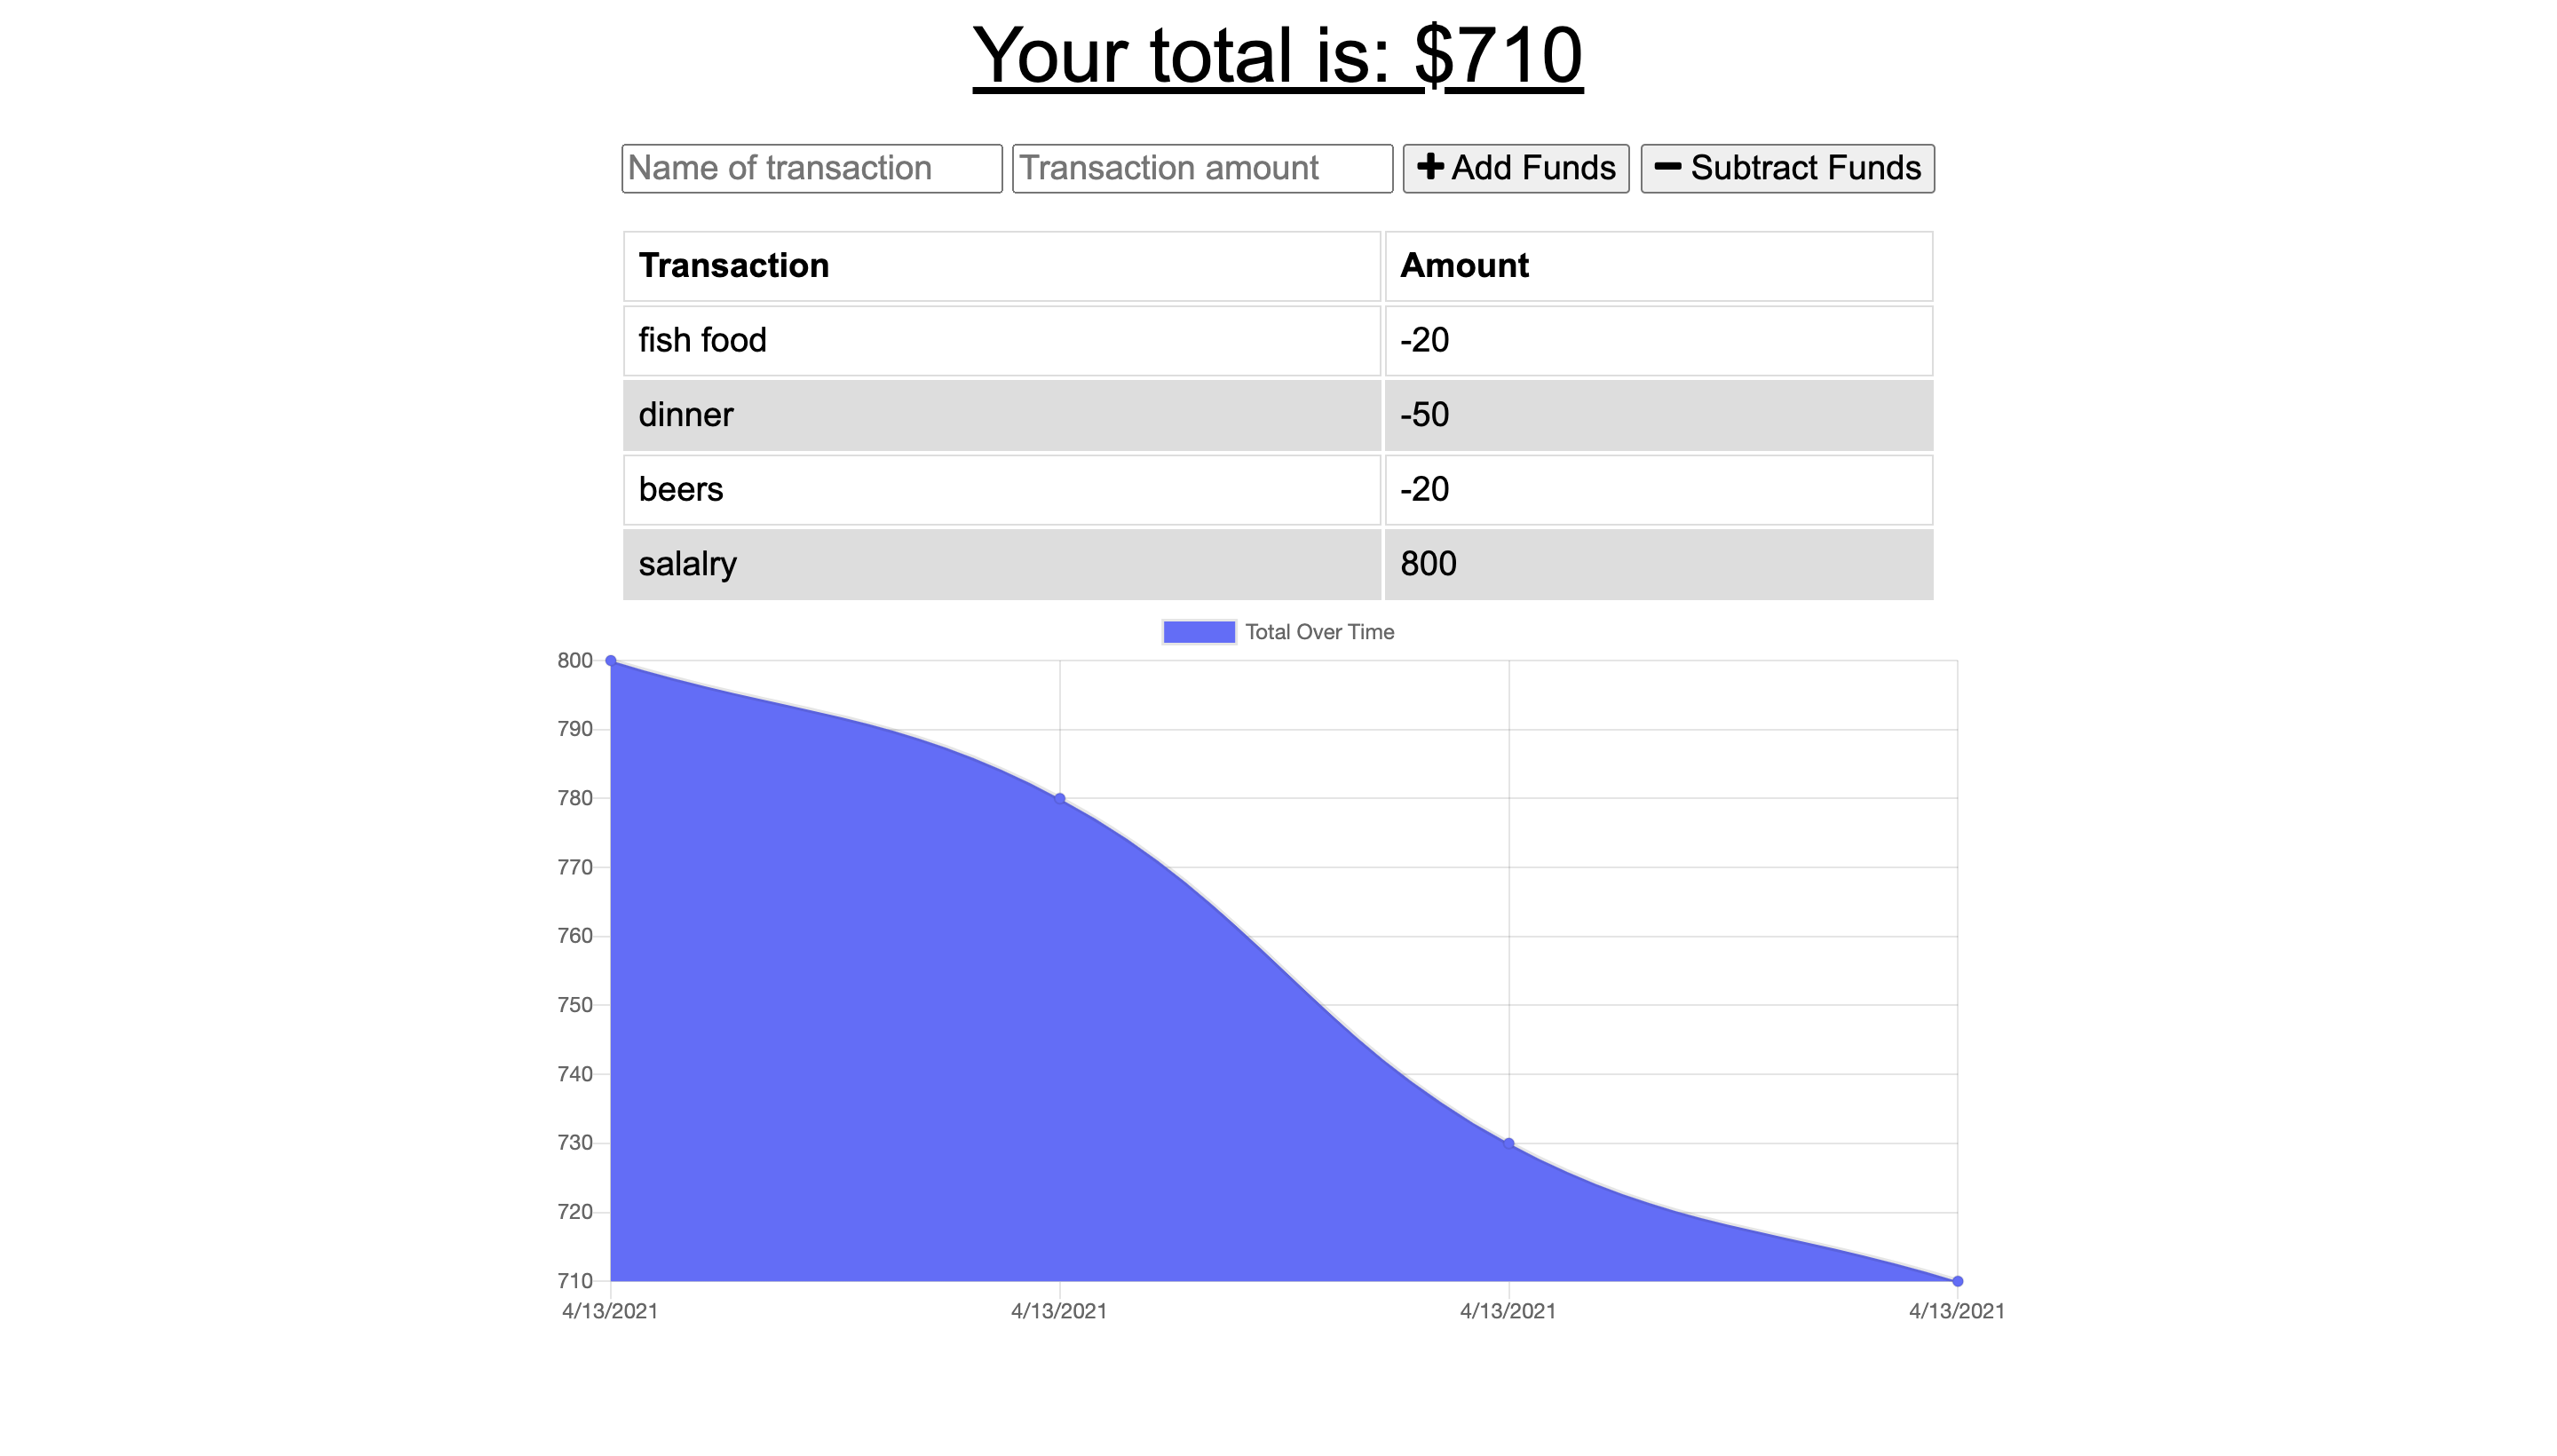 Your total is: $710
Name of transaction Transaction amount Add Funds Subtract Funds
Transaction Amount
fish food -20
dinner -50
beers -20
salalry 800
Total Over Time
800
790
780
770
760
750
740
730
720
710
4/13/2021 4/13/2021 4/13/2021 4/13/2021